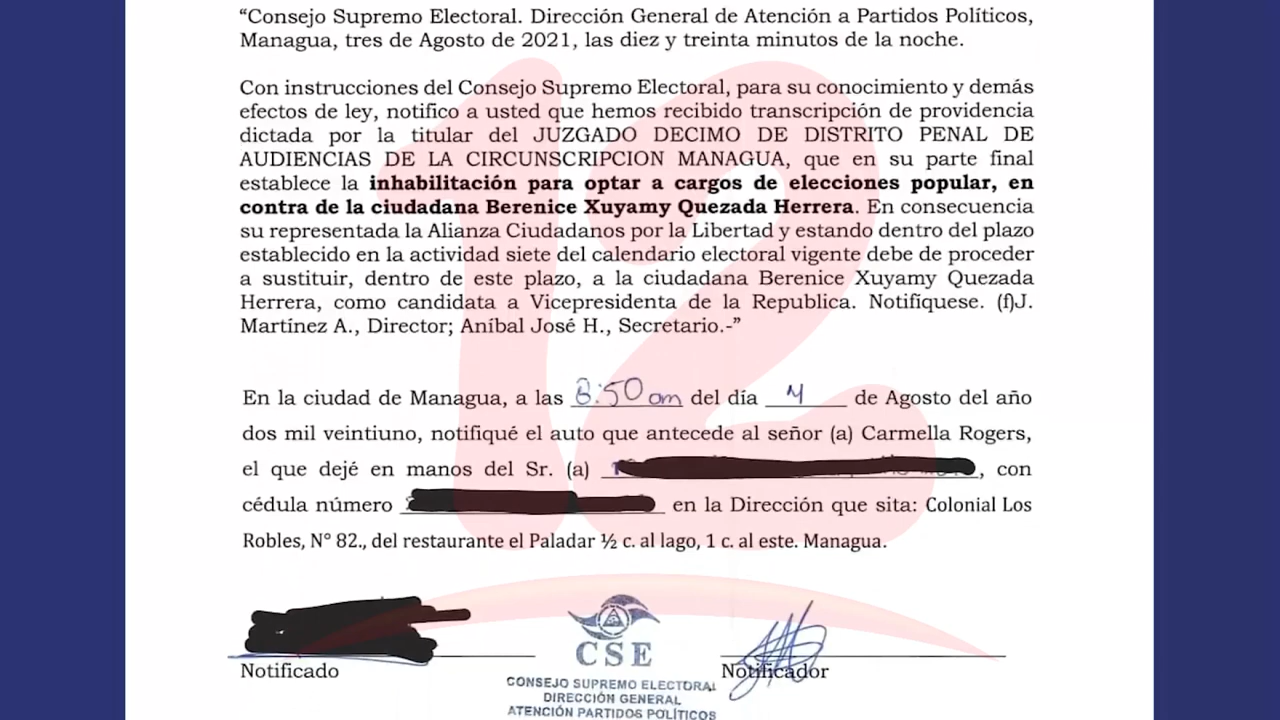 “Consejo Supremo Electoral. Dirección General de Atención a Partidos Políticos,
Managua, tres de Agosto de 2021, las diez y treinta minutos de la noche.
Con instrucciones del Consejo Supremo Electoral, para su conocimiento y demás
efectos de ley, notifico a usted que hemos recibido transcripción de providencia
dictada por la titular del JUZGADO DECIMO DE DISTRITO PENAL DE
AUDIENCIAS DE LA CIRCUNSCRIPCION MANAGUA, que en su parte final
establece la inhabilitación para optar a cargos de elecciones popular, en
contra de la ciudadana Berenice Xuyamy Quezada Herrera. En consecuencia
su representada la Alianza Ciudadanos por la Libertad y estando dentro del plazo
establecido en la actividad siete del calendario electoral vigente debe de proceder
a sustituir, dentro de este plazo, a la ciudadana Berenice Xuyamy Quezada
Herrera, como candidata a Vicepresidenta de la Republica. Notifíquese. (f)J.
Martínez A., Director; Aníbal José H., Secretario.-”
12
En la ciudad de Managua, a las 8:50 am del día 4 de Agosto del año
dos mil veintiuno, notifiqué el auto que antecede al señor (a) Carmella Rogers,
el que dejé en manos del Sr. (a) , con
cédula número en la Dirección que sita: Colonial Los
Robles, N° 82., del restaurante el Paladar ½ c. al lago, 1 c. al este. Managua.
CSE
Notificado Notificador
CONSEJO SUPREMO ELECTORAL
DIRECCIÓN GENERAL
ATENCIÓN PARTIDOS POLÍTICOS